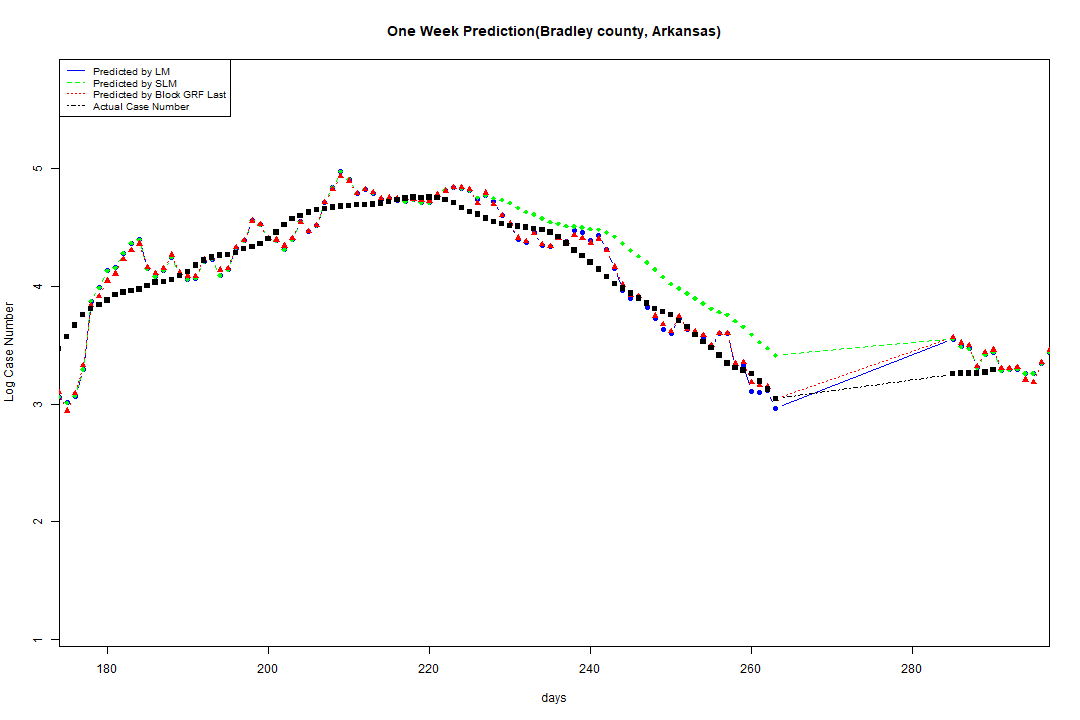 One Week Prediction(Bradley county, Arkansas)
Predicted by LM
Predicted by SLM
Predicted by Block GRF Last
Actual Case Number
5
4
3
2
1
Log Case Number
180 200 220 240 260 280
days